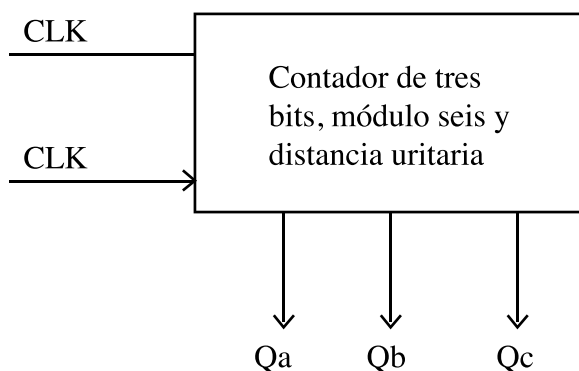 CLK
Contador de tres
bits, módulo seis y
distancia uritaria
CLK
Qa Qb Qc